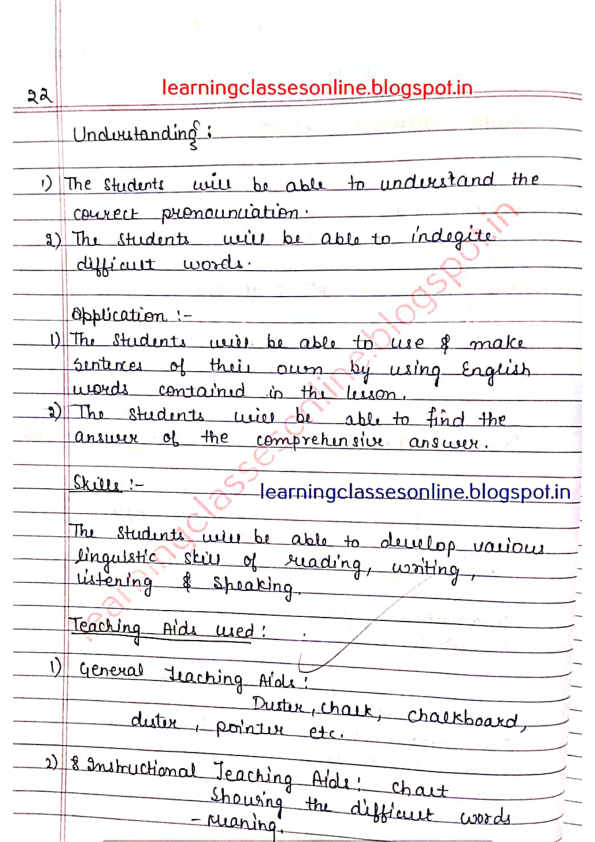 22
learningclassesonline.blogspot.in
Understanding :
1) The students will be able to understand the
correct pronounciation.
2) The students will be able to indegite
difficult words.
Application :-
1) The students will be able to use & make
sentences of their own by using English
words contained in the lesson.
2) The students will be able to find the
answer of the comprehensive answer.
Skills :-
learningclassesonline.blogspot.in
The students will be able to develop various
linguistic skill of reading, writing,
listening & speaking.
Teaching Aids used :
1) General Teaching Aids :
Duster, chalk, chalkboard,
duter, pointer etc.
2) & Instructional Teaching Aids : chart
showing the difficult words
- meaning.
learningclassesonline.blogspot.in